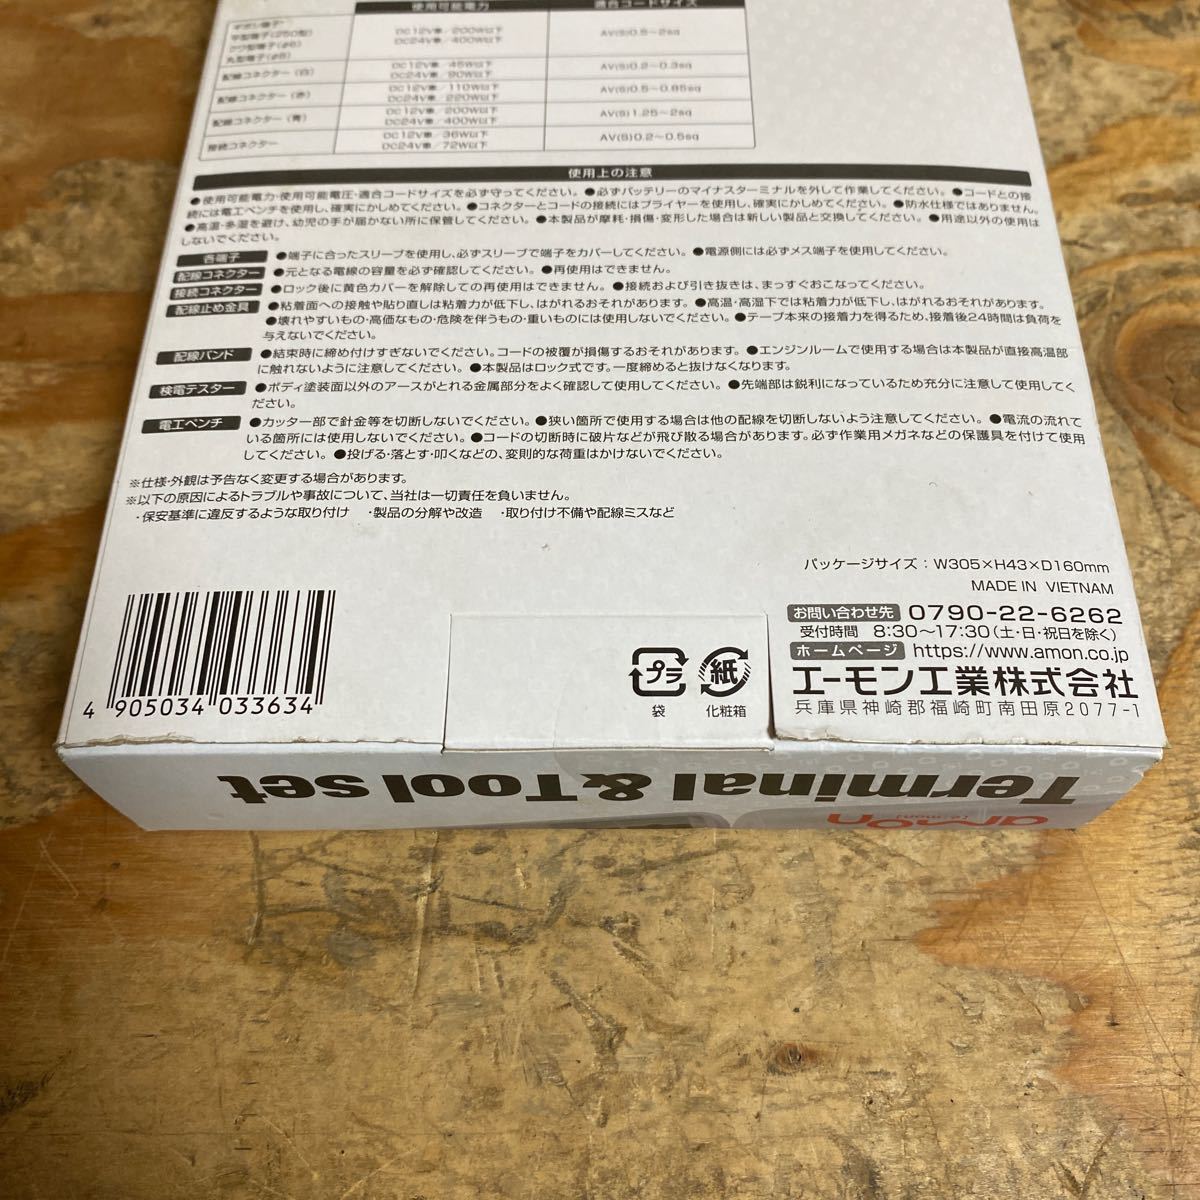 使用可能電力 適合コードサイズ
ギボシ端子
平型端子(250型)
クワ型端子(φ6)
丸型端子(φ8)
DC12V車／200W以下
DC24V車／400W以下
AV(S)0.5〜2sq
配線コネクター（白）
DC12V車／45W以下
DC24V車／90W以下
AV(S)0.2〜0.3sq
配線コネクター（赤）
DC12V車／110W以下
DC24V車／220W以下
AV(S)0.5〜0.85sq
配線コネクター（青）
DC12V車／200W以下
DC24V車／400W以下
AV(S)1.25〜2sq
接続コネクター
DC12V車／36W以下
DC24V車／72W以下
AV(S)0.2〜0.5sq
使用上の注意
●使用可能電力・使用可能電圧・適合コードサイズを必ず守ってください。●必ずバッテリーのマイナスターミナルを外して作業してください。●コードとの接
続には電工ペンチを使用し、確実にかしめてください。●コネクターとコードの接続にはプライヤーを使用し、確実にかしめてください。●防水仕様ではありません。
●高温・多湿を避け、幼児の手が届かない所に保管してください。●本製品が摩耗・損傷・変形した場合は新しい製品と交換してください。●用途以外の使用は
しないでください。
各端子 ●端子に合ったスリーブを使用し、必ずスリーブで端子をカバーしてください。●電源側には必ずメス端子を使用してください。
配線コネクター ●元となる電線の容量を必ず確認してください。●再使用はできません。
接続コネクター ●ロック後に黄色カバーを解除しての再使用はできません。●接続および引き抜きは、まっすぐおこなってください。
配線止め金具 ●粘着面への接触や貼り直しは粘着力が低下し、はがれるおそれがあります。●高温・高湿下では粘着力が低下し、はがれるおそれがあります。
●壊れやすいもの・高価なもの・危険を伴うもの・重いものには使用しないでください。●テープ本来の接着力を得るため、接着後24時間は負荷を
与えないでください。
配線バンド ●結束時に締め付けすぎないでください。コードの被覆が損傷するおそれがあります。●エンジンルームで使用する場合は本製品が直接高温部
に触れないように注意してください。●本製品はロック式です。一度締めると抜けなくなります。
検電テスター ●ボディ塗装面以外のアースがとれる金属部分をよく確認して使用してください。●先端部は鋭利になっているため充分に注意して使用してく
ださい。
電工ペンチ ●カッター部で針金等を切断しないでください。●狭い箇所で使用する場合は他の配線を切断しないよう注意してください。●電流の流れて
いる箇所には使用しないでください。●コードの切断時に破片などが飛び散る場合があります。必ず作業用メガネなどの保護具を付けて使用
してください。●投げる・落とす・叩くなどの、変則的な荷重はかけないでください。
※仕様・外観は予告なく変更する場合があります。
※以下の原因によるトラブルや事故について、当社は一切責任を負いません。
・保安基準に違反するような取り付け ・製品の分解や改造 ・取り付け不備や配線ミスなど
パッケージサイズ：W305×H43×D160mm
MADE IN VIETNAM
お問い合わせ先 0790-22-6262
受付時間 8:30〜17:30(土・日・祝日を除く)
ホームページ https://www.amon.co.jp
エーモン工業株式会社
兵庫県神崎郡福崎町南田原2077-1
プラ 紙
袋 化粧箱
4 905034 033634
Terminal & Tool set
amon
[é:mon]